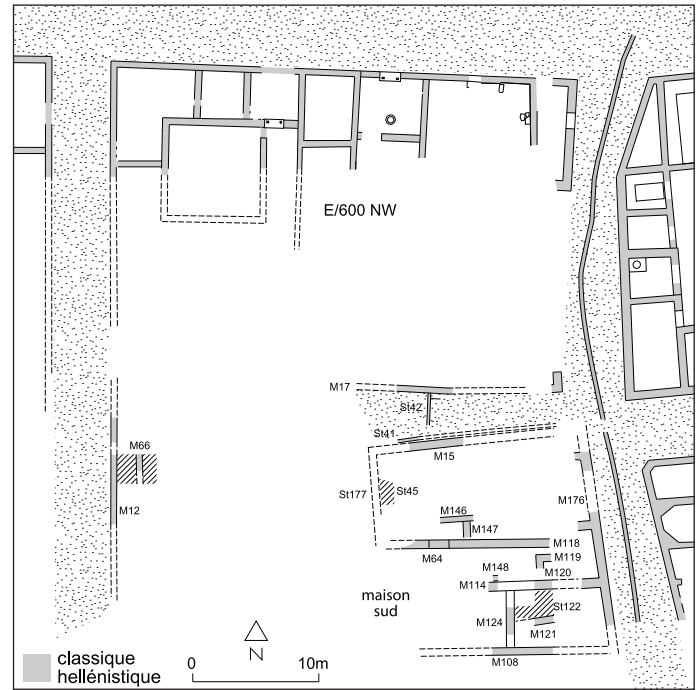 E/600 NW
M17
St42
St41
M15
M66
M12
St177
St45
M176
M146
M147
M118
M64
M119
M148
M120
M114
maison
sud
St122
M124
M121
M108
classique
hellénistique
N
0
10m